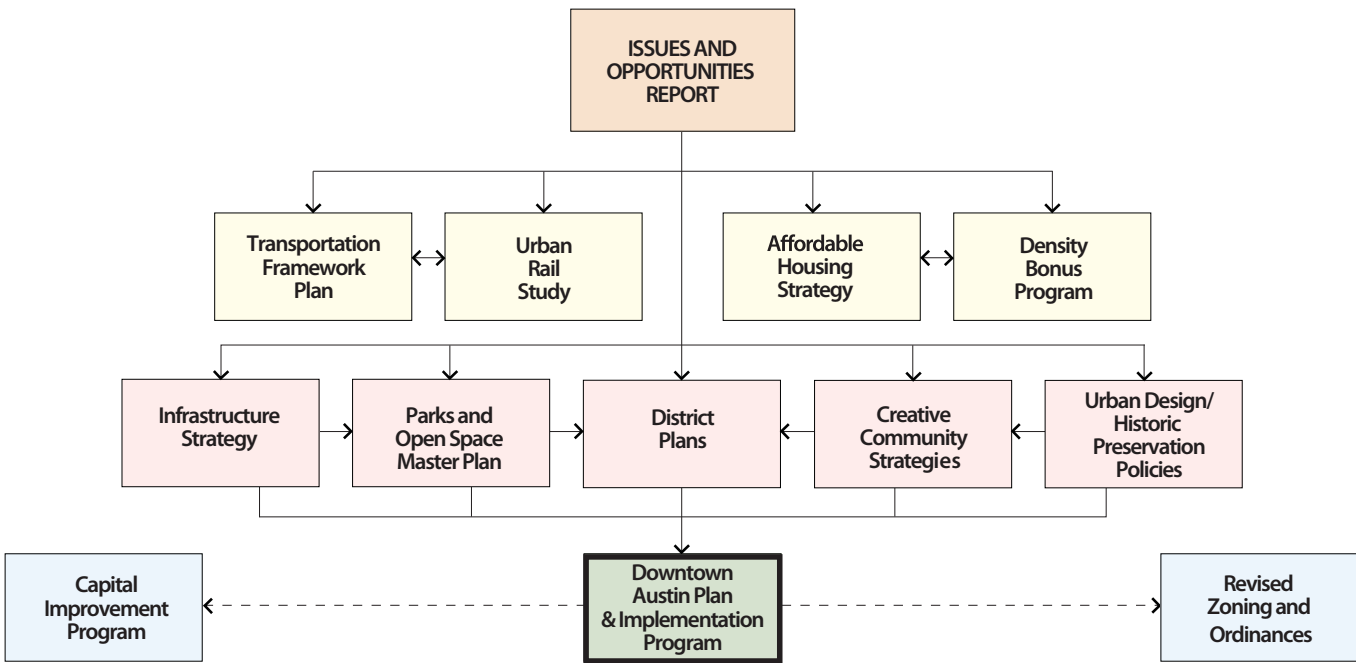 ISSUES AND
OPPORTUNITIES
REPORT
Transportation
Framework
Plan
Urban
Rail
Study
Affordable
Housing
Strategy
Density
Bonus
Program
Infrastructure
Strategy
Parks and
Open Space
Master Plan
District
Plans
Creative
Community
Strategies
Urban Design/
Historic
Preservation
Policies
Capital
Improvement
Program
Downtown
Austin Plan
& Implementation
Program
Revised
Zoning and
Ordinances